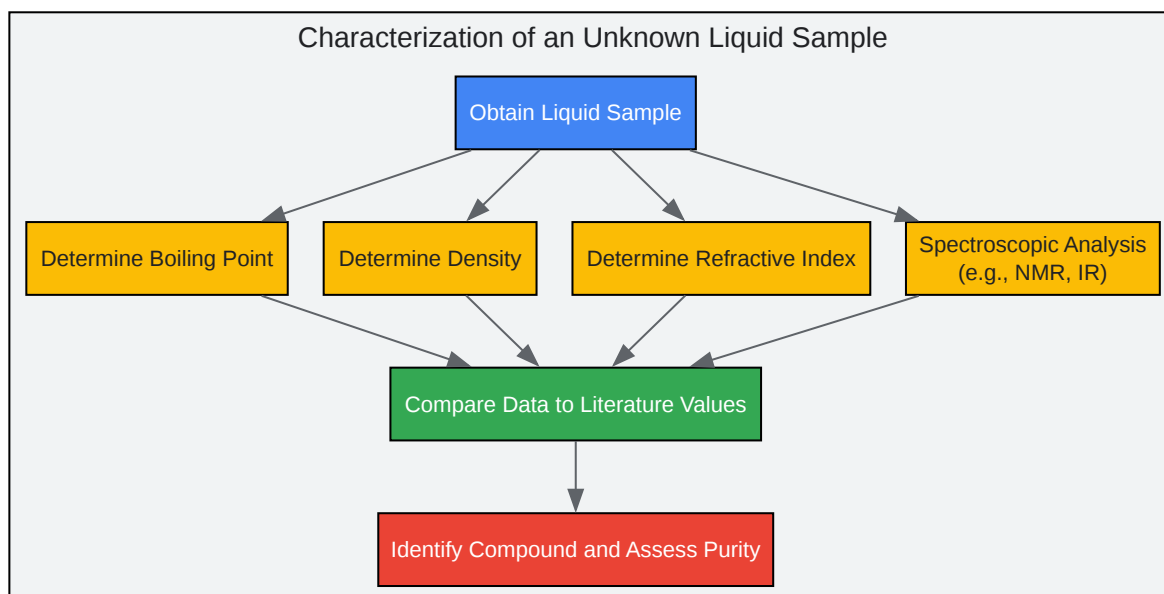 Characterization of an Unknown Liquid Sample
Obtain Liquid Sample
Determine Boiling Point
Determine Density
Determine Refractive Index
Spectroscopic Analysis
(e.g., NMR, IR)
Compare Data to Literature Values
Identify Compound and Assess Purity